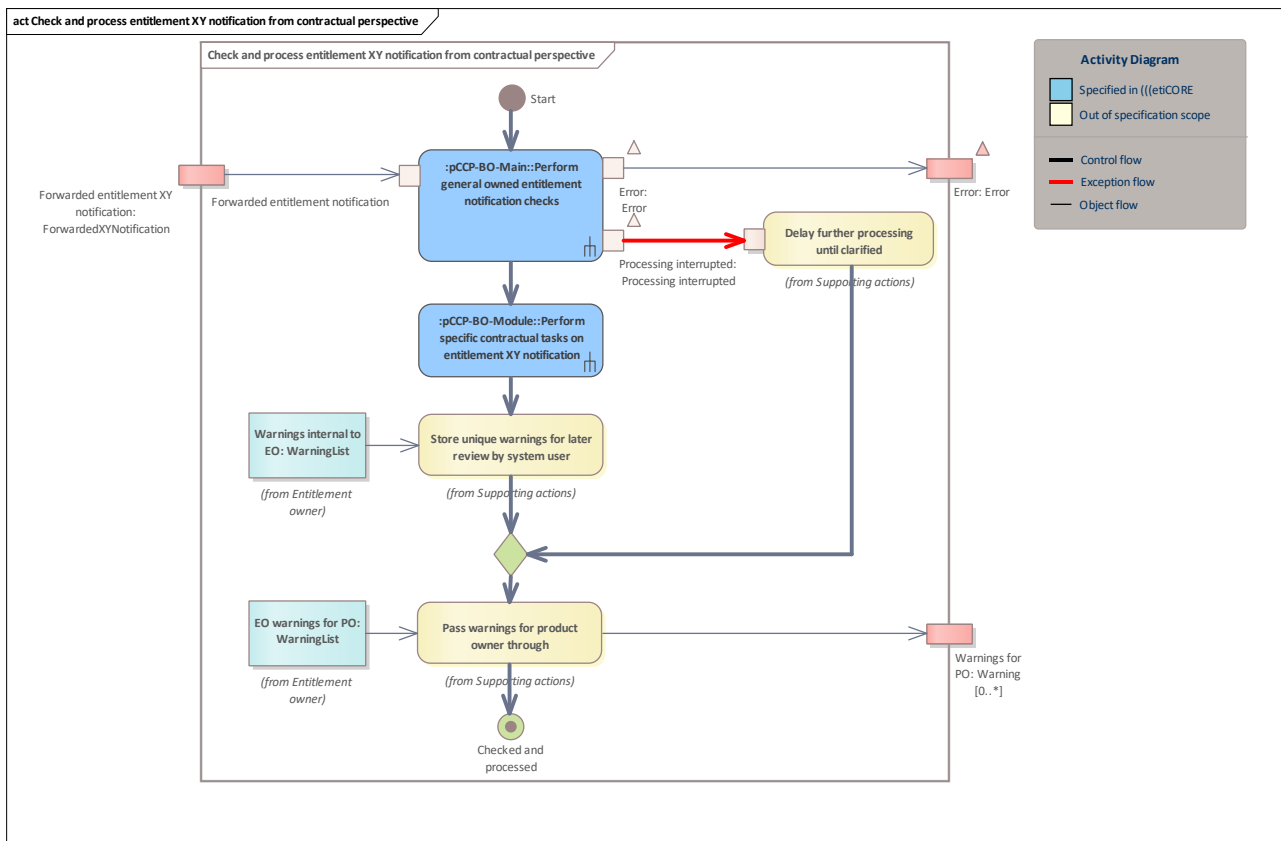 act Check and process entitlement XY notification from contractual perspective
Check and process entitlement XY notification from contractual perspective
Activity Diagram
Specified in (((etiCORE
Out of specification scope
Control flow
Exception flow
Object flow
Start
:pCCP-BO-Main::Perform
general owned entitlement
notification checks
Forwarded entitlement XY
notification:
ForwardedXYNotification
Forwarded entitlement notification
Error:
Error
Error: Error
Processing interrupted:
Processing interrupted
Delay further processing
until clarified
(from Supporting actions)
:pCCP-BO-Module::Perform
specific contractual tasks on
entitlement XY notification
Warnings internal to
EO: WarningList
(from Entitlement
owner)
Store unique warnings for later
review by system user
(from Supporting actions)
EO warnings for PO:
WarningList
(from Entitlement
owner)
Pass warnings for product
owner through
(from Supporting actions)
Warnings for
PO: Warning
[0..*]
Checked and
processed